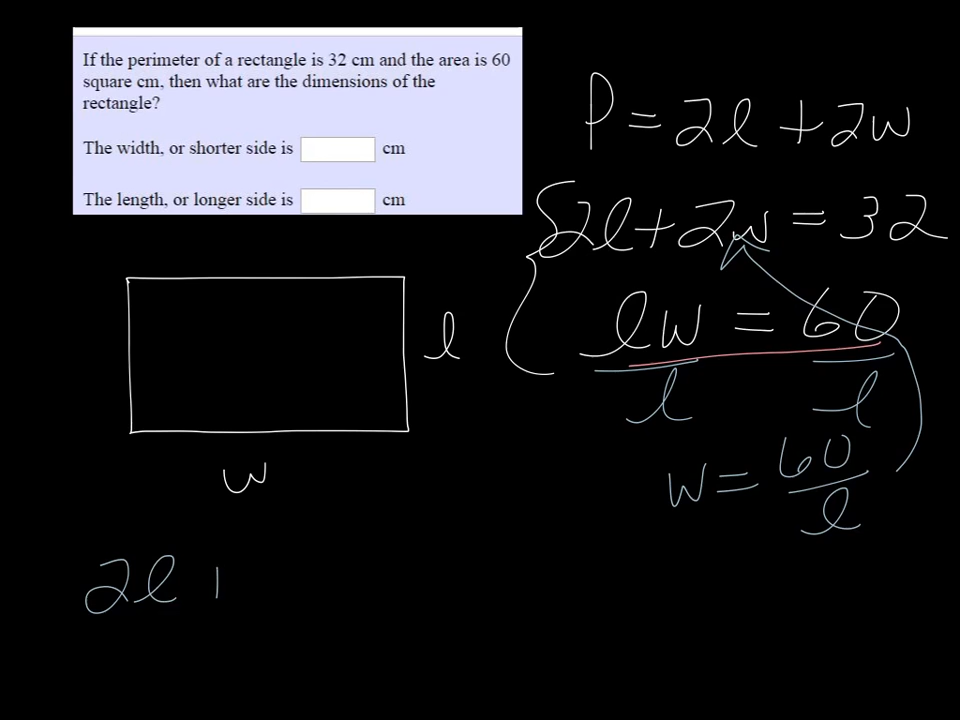 If the perimeter of a rectangle is 32 cm and the area is 60
square cm, then what are the dimensions of the
rectangle?
The width, or shorter side is cm
The length, or longer side is cm
P = 2l + 2w
2l + 2w = 32
lw = 60
l l
w = 60/l
l
w
2l